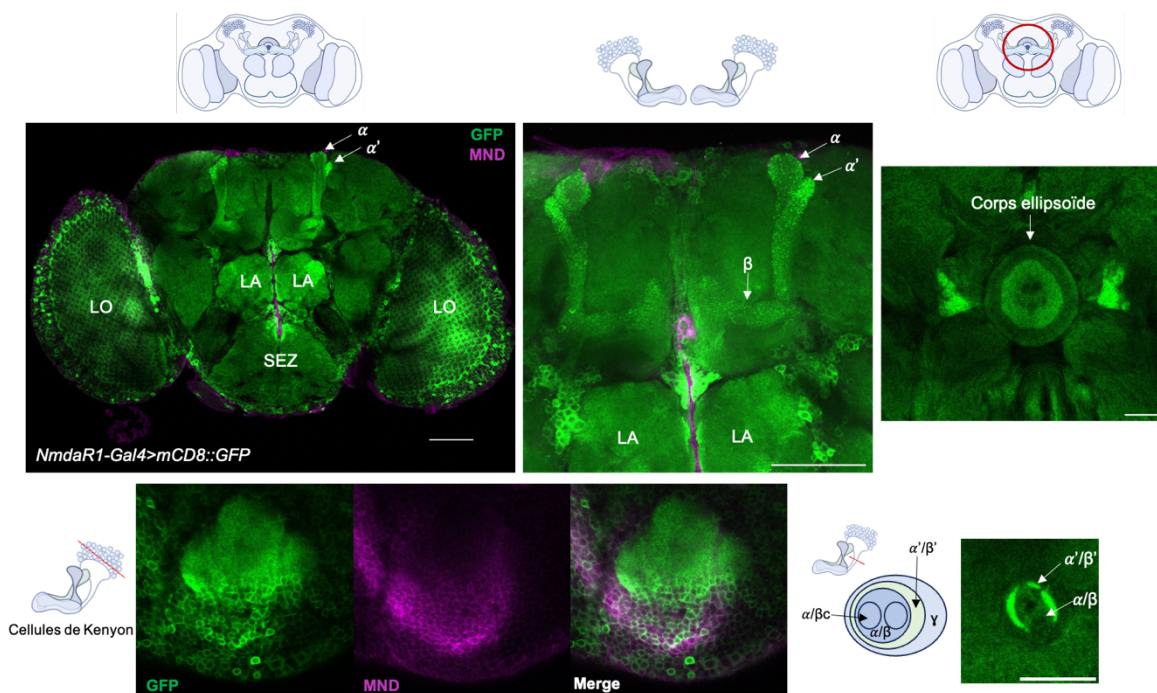 GFP
MND
α
α'
LO
LA
LA
LO
SEZ
NmdaR1-Gal4>mCD8::GFP
α
α'
β
LA
LA
Corps ellipsoïde
Cellules de Kenyon
GFP
MND
Merge
α'/β'
α/βc
α/β
Ɣ
α'/β'
α/β